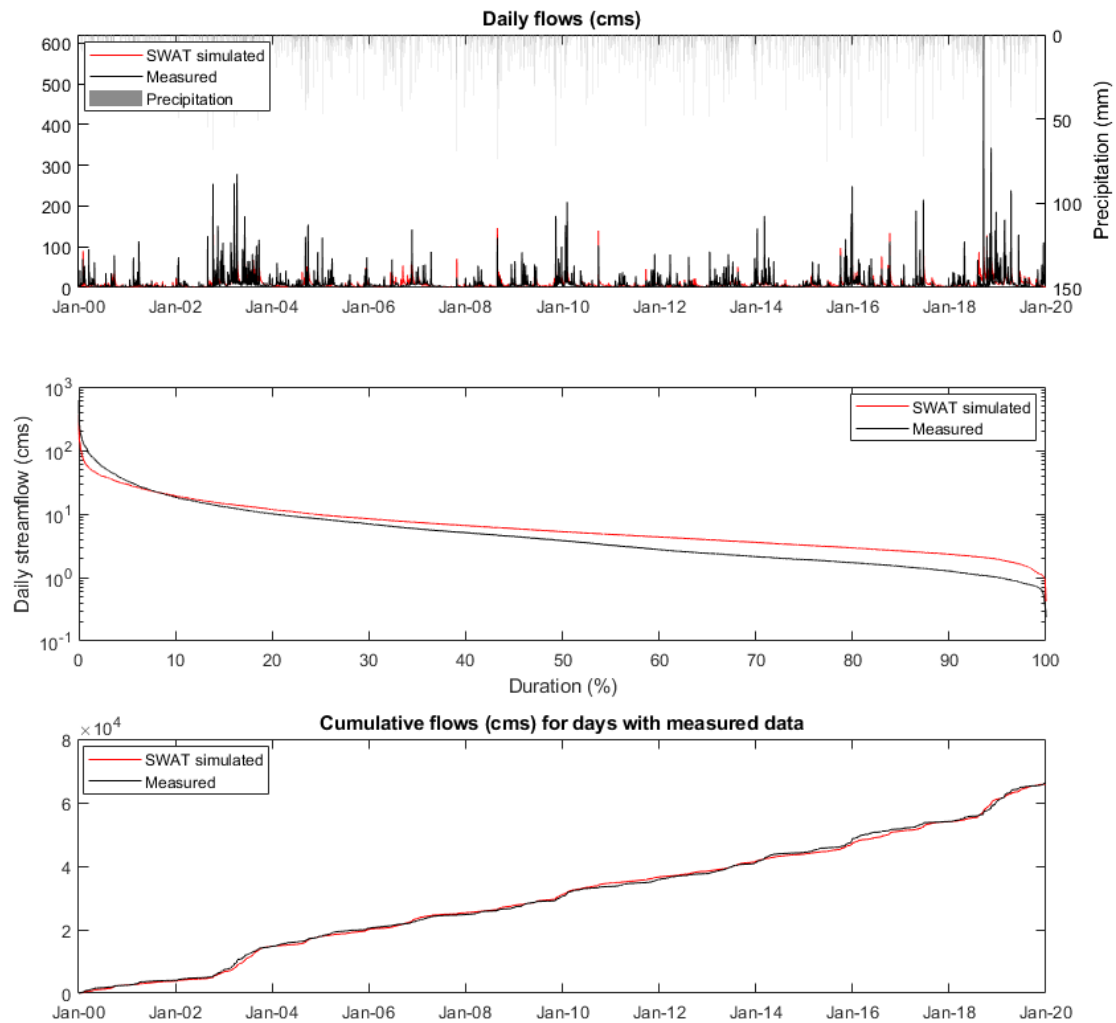 Daily flows (cms)
600
500
400
300
200
100
0
SWAT simulated
Measured
Precipitation
0
50
100
150
Precipitation (mm)
Jan-00 Jan-02 Jan-04 Jan-06 Jan-08 Jan-10 Jan-12 Jan-14 Jan-16 Jan-18 Jan-20
Daily streamflow (cms)
10^3
10^2
10^1
10^0
10^-1
SWAT simulated
Measured
0 10 20 30 40 50 60 70 80 90 100
Duration (%)
Cumulative flows (cms) for days with measured data
× 10^4
8
6
4
2
0
SWAT simulated
Measured
Jan-00 Jan-02 Jan-04 Jan-06 Jan-08 Jan-10 Jan-12 Jan-14 Jan-16 Jan-18 Jan-20